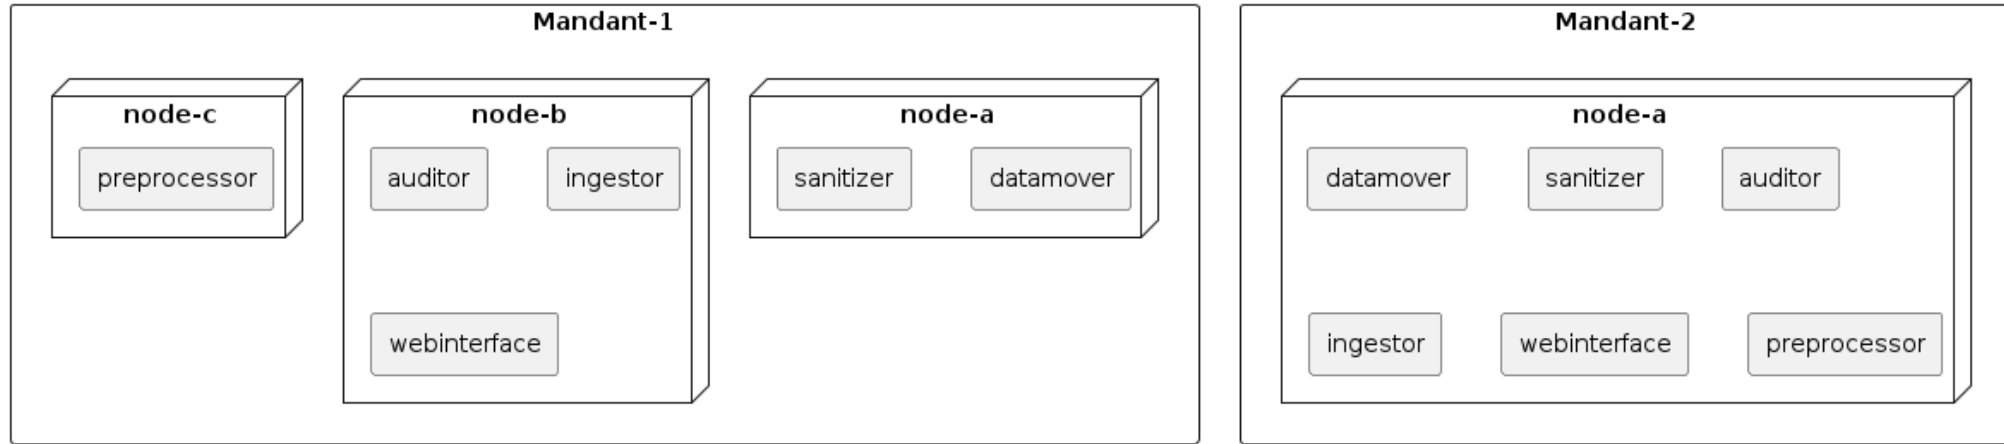 Mandant-1
node-c
preprocessor
node-b
auditor
ingestor
webinterface
node-a
sanitizer
datamover
Mandant-2
node-a
datamover
sanitizer
auditor
ingestor
webinterface
preprocessor